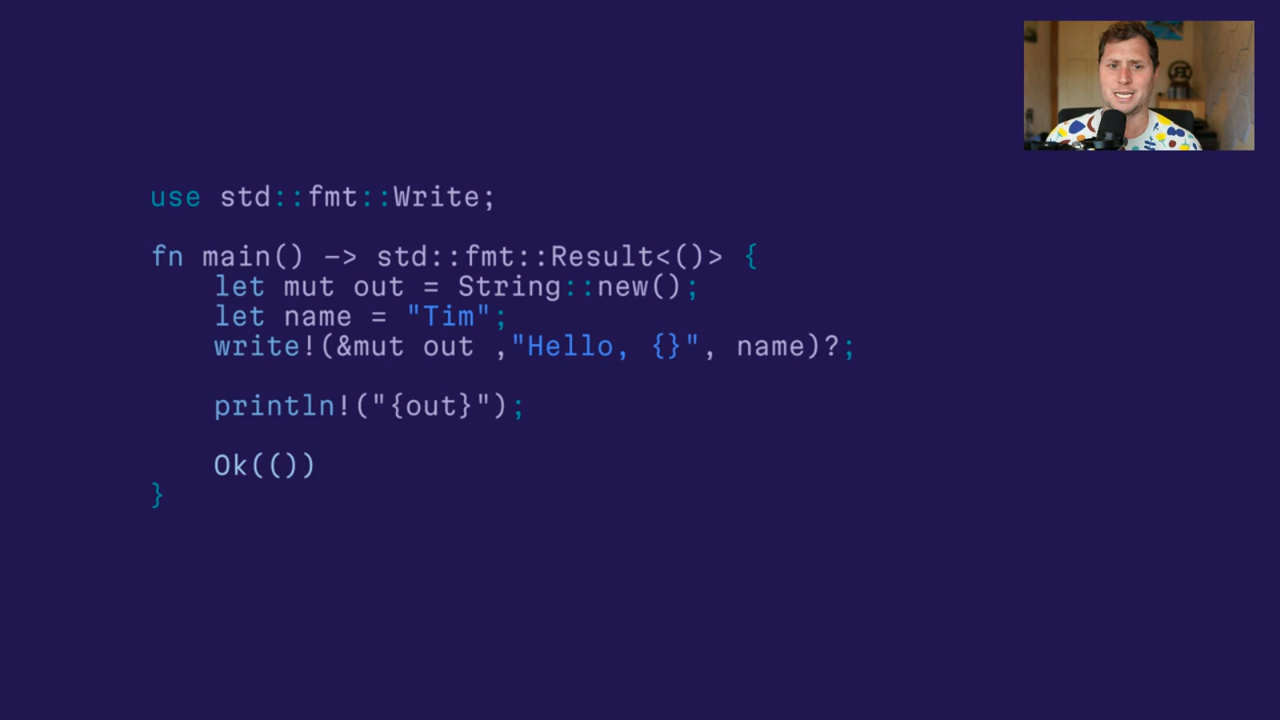 use std::fmt::Write;
fn main() -> std::fmt::Result<()> {
let mut out = String::new();
let name = "Tim";
write!(&mut out ,"Hello, {}", name)?;
println!("{out}");
Ok(())
}